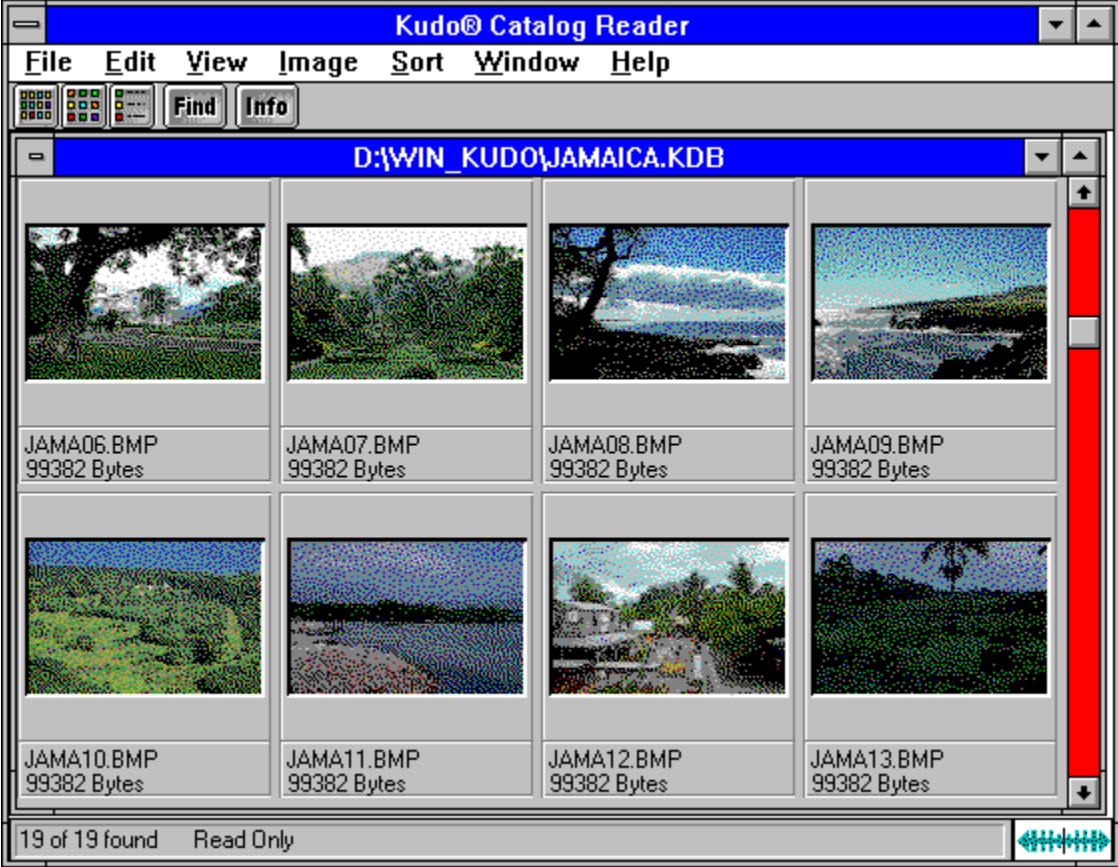 Kudo® Catalog Reader
File Edit View Image Sort Window Help
Find Info
D:\WIN_KUDO\JAMAICA.KDB
JAMA06.BMP
99382 Bytes
JAMA07.BMP
99382 Bytes
JAMA08.BMP
99382 Bytes
JAMA09.BMP
99382 Bytes
JAMA10.BMP
99382 Bytes
JAMA11.BMP
99382 Bytes
JAMA12.BMP
99382 Bytes
JAMA13.BMP
99382 Bytes
19 of 19 found Read Only